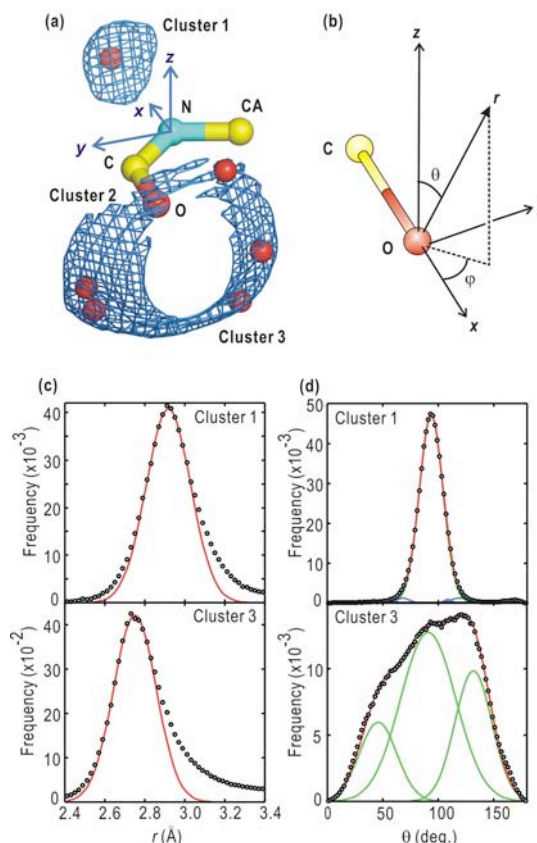 (a)
Cluster 1
z
x
N
CA
y
C
Cluster 2
O
Cluster 3
(b)
z
r
C
θ
O
φ
x
(c)
Cluster 1
Frequency (x10⁻³)
40
30
20
10
0
Cluster 3
Frequency (x10⁻²)
40
30
20
10
0
2.4 2.6 2.8 3.0 3.2 3.4
r (Å)
(d)
Cluster 1
Frequency (x10⁻³)
50
40
30
20
10
0
Cluster 3
Frequency (x10⁻³)
10
5
0
0 50 100 150
θ (deg.)